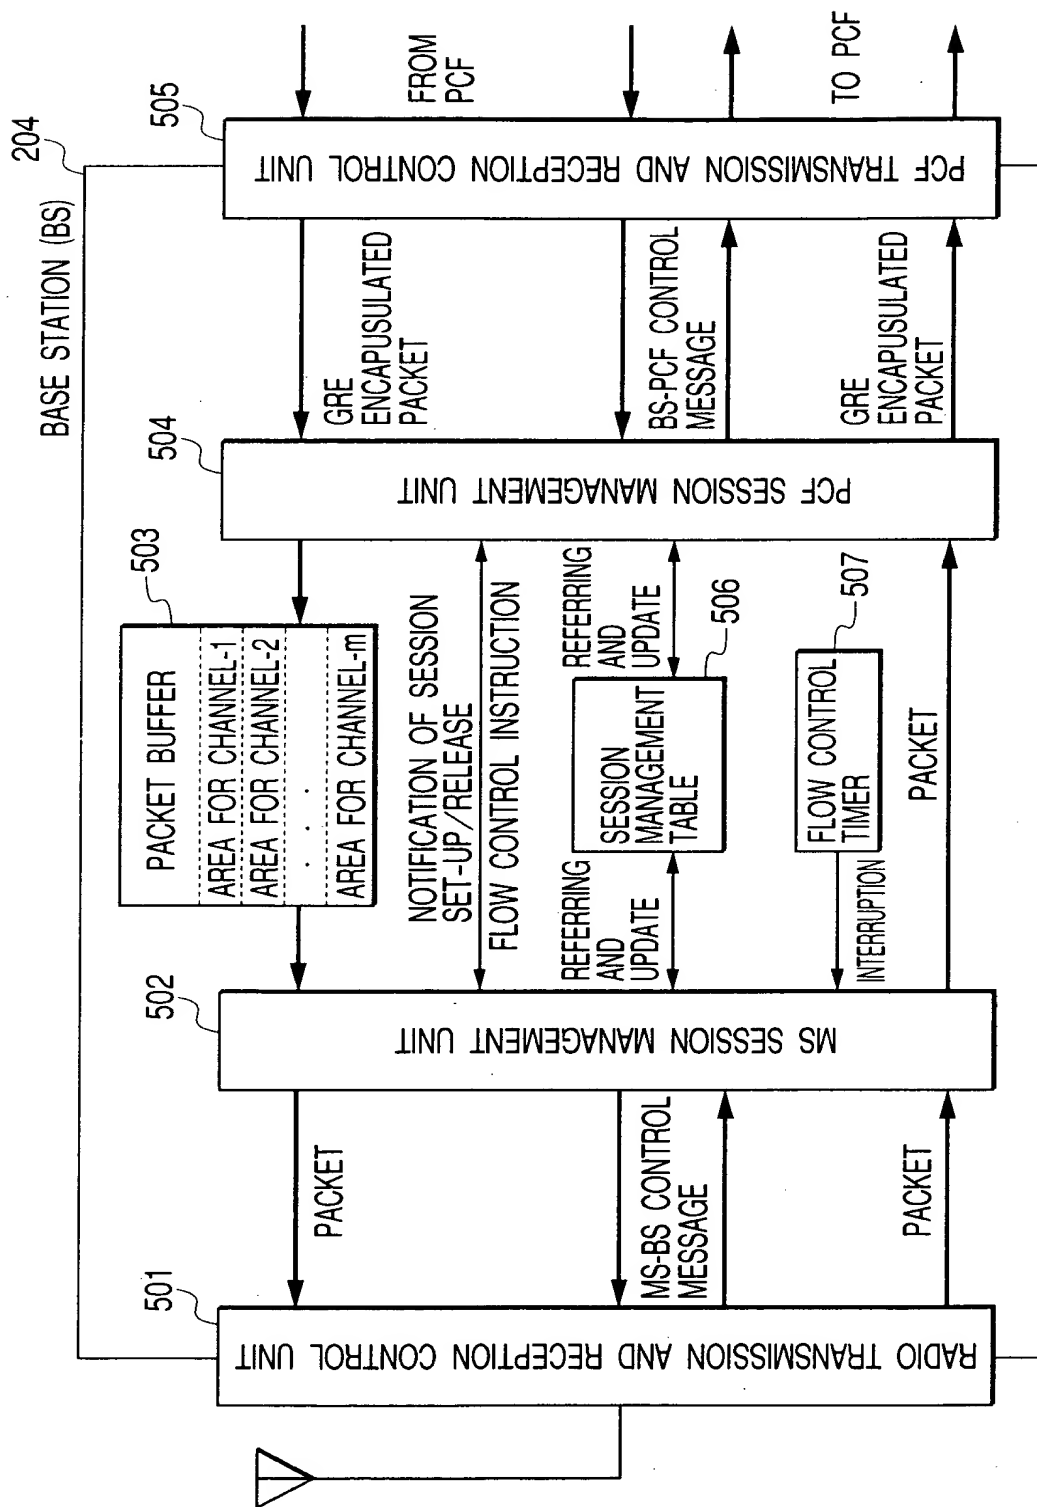 BASE STATION (BS)
204
501
RADIO TRANSMISSION AND RECEPTION CONTROL UNIT
PACKET
MS-BS CONTROL
MESSAGE
PACKET
502
MS SESSION MANAGEMENT UNIT
503
PACKET BUFFER
AREA FOR CHANNEL-1
AREA FOR CHANNEL-2
. . .
AREA FOR CHANNEL-m
NOTIFICATION OF SESSION
SET-UP/RELEASE
FLOW CONTROL INSTRUCTION
REFERRING
AND
UPDATE
SESSION
MANAGEMENT
TABLE
506
REFERRING
AND
UPDATE
INTERRUPTION
FLOW CONTROL
TIMER
507
PACKET
504
PCF SESSION MANAGEMENT UNIT
GRE
ENCAPUSULATED
PACKET
BS-PCF CONTROL
MESSAGE
GRE
ENCAPUSULATED
PACKET
505
PCF TRANSMISSION AND RECEPTION CONTROL UNIT
FROM
PCF
TO PCF